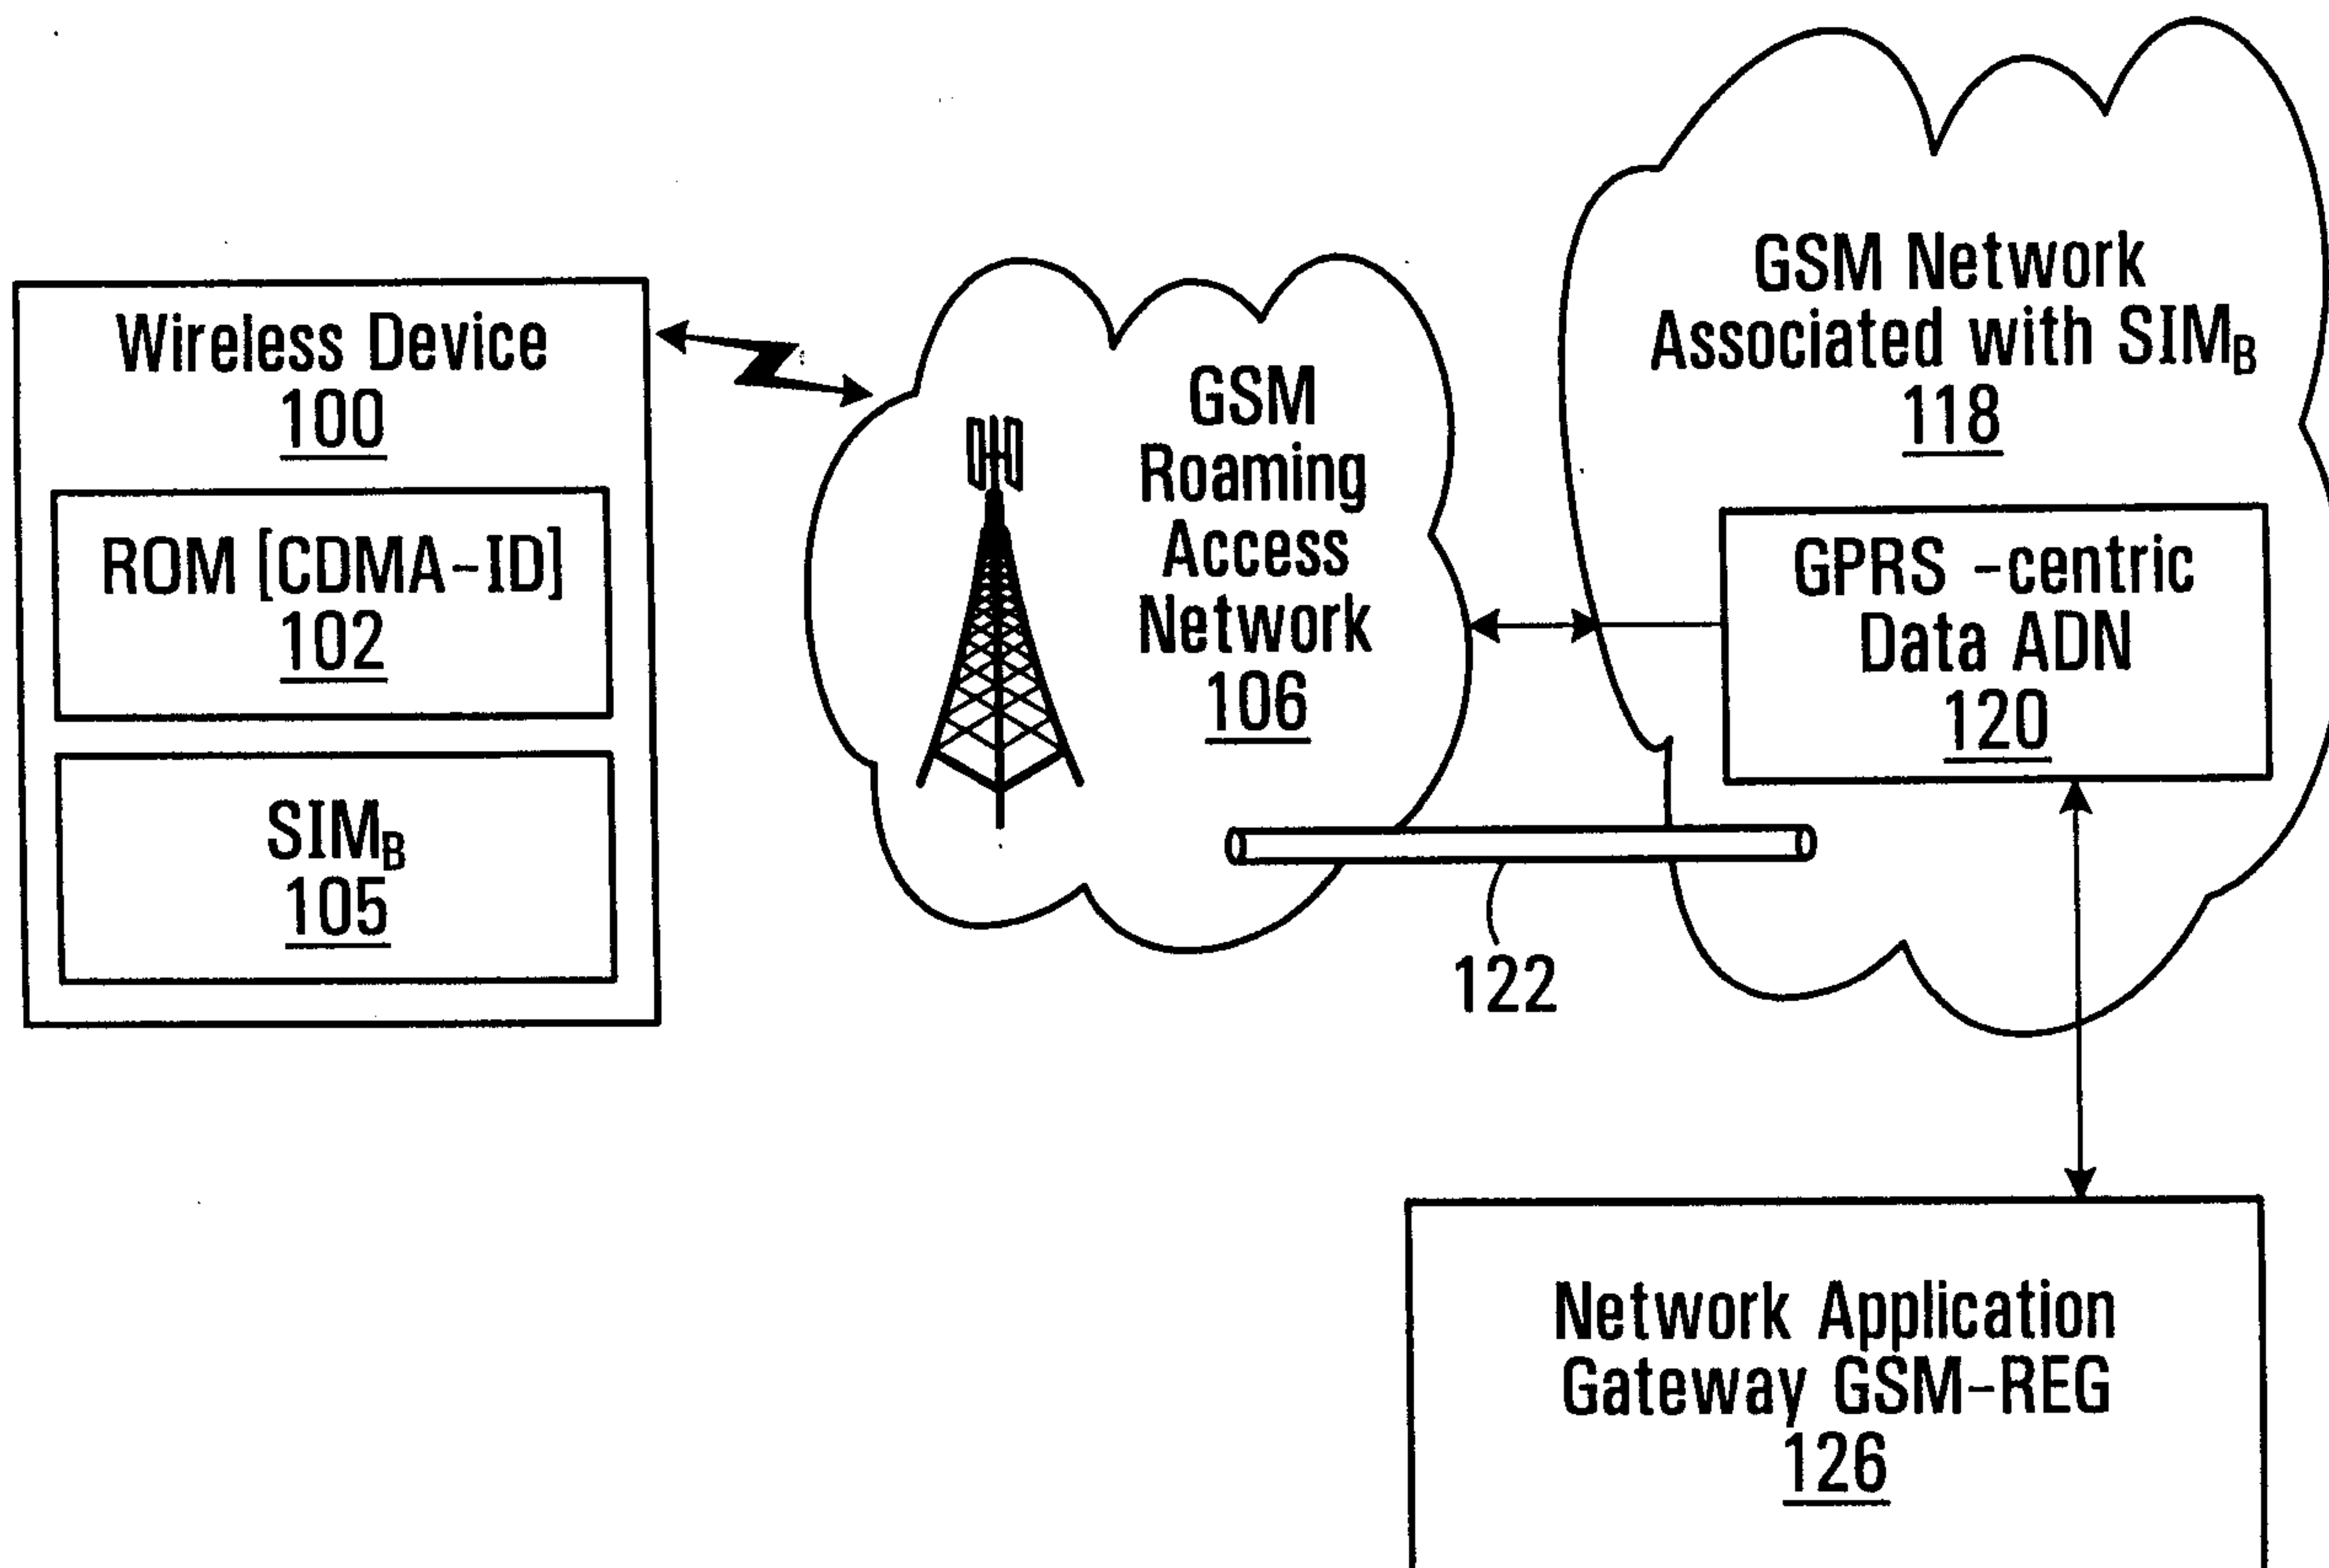 Wireless Device
100
ROM [CDMA-ID]
102
SIMB
105
GSM
Roaming
Access
Network
106
GSM Network
Associated with SIMB
118
GPRS -centric
Data ADN
120
122
Network Application
Gateway GSM-REG
126